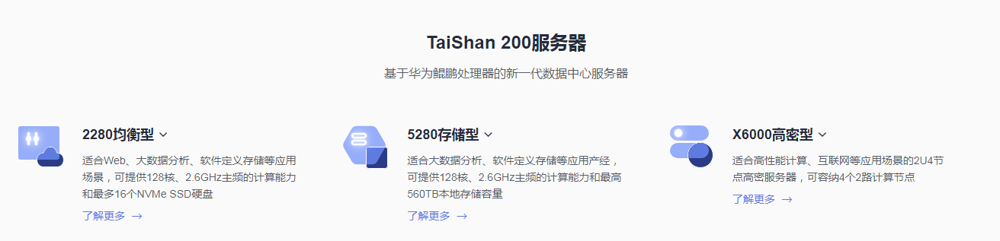 TaiShan 200服务器
基于华为鲲鹏处理器的新一代数据中心服务器
2280均衡型
适合Web、大数据分析、软件定义存储等应用
场景，可提供128核、2.6GHz主频的计算能力
和最多16个NVMe SSD硬盘
了解更多
5280存储型
适合大数据分析、软件定义存储等应用产经，
可提供128核、2.6GHz主频的计算能力和最高
560TB本地存储容量
了解更多
X6000高密型
适合高性能计算、互联网等应用场景的2U4节
点高密服务器，可容纳4个2路计算节点
了解更多